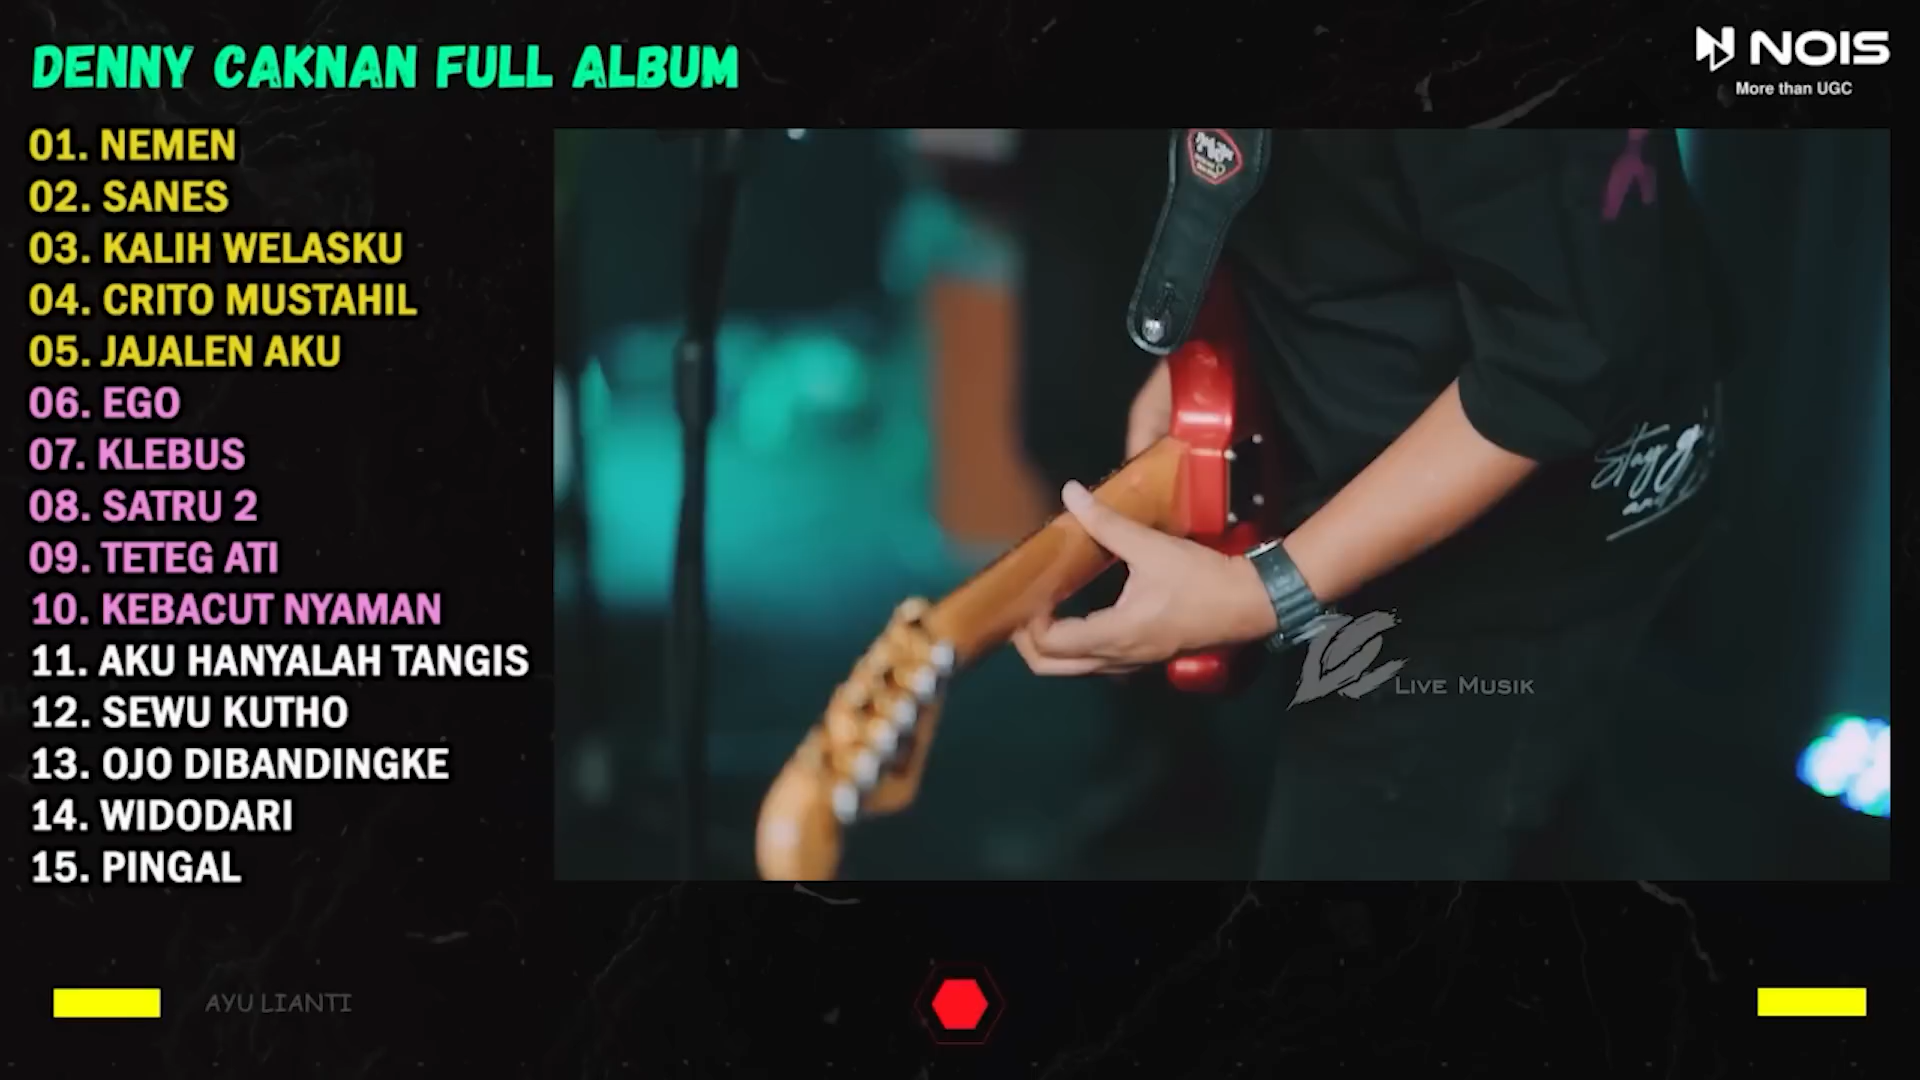 DENNY CAKNAN FULL ALBUM
NOIS
More than UGC
01. NEMEN
02. SANES
03. KALIH WELASKU
04. CRITO MUSTAHIL
05. JAJALEN AKU
06. EGO
07. KLEBUS
08. SATRU 2
09. TETEG ATI
10. KEBACUT NYAMAN
11. AKU HANYALAH TANGIS
12. SEWU KUTHO
13. OJO DIBANDINGKE
14. WIDODARI
15. PINGAL
Stay
and
LIVE MUSIK
AYU LIANTI